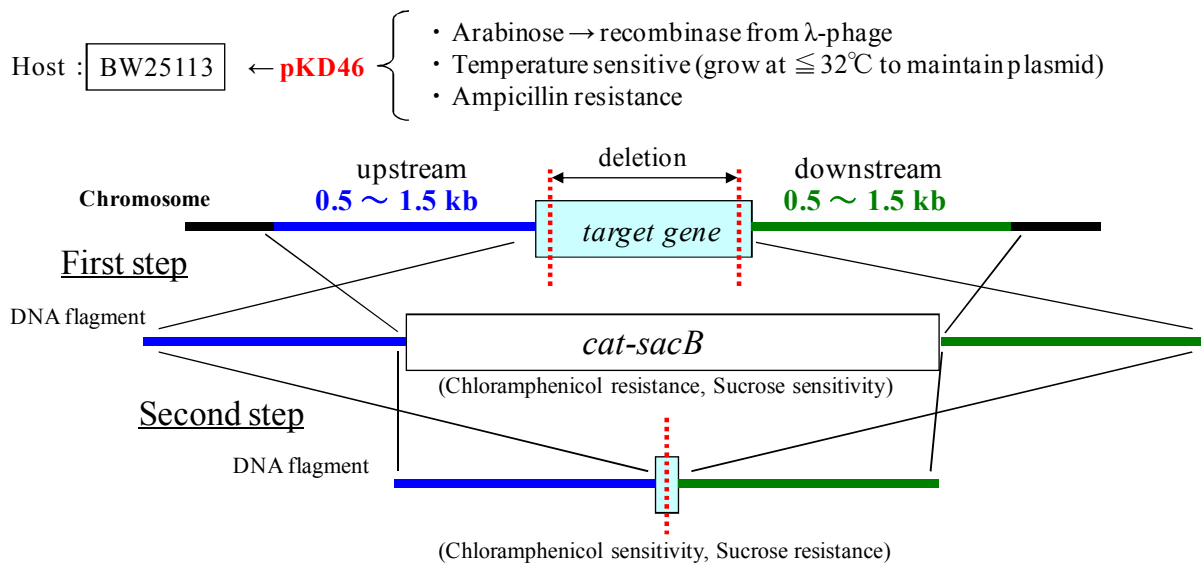 ・ Arabinose → recombinase from λ-phage
Host : BW25113 ← pKD46
・ Temperature sensitive (grow at ≦ 32℃ to maintain plasmid)
・ Ampicillin resistance
deletion
upstream
downstream
Chromosome
0.5 ～ 1.5 kb
0.5 ～ 1.5 kb
target gene
First step
DNA flagment
cat-sacB
(Chloramphenicol resistance, Sucrose sensitivity)
Second step
DNA flagment
(Chloramphenicol sensitivity, Sucrose resistance)